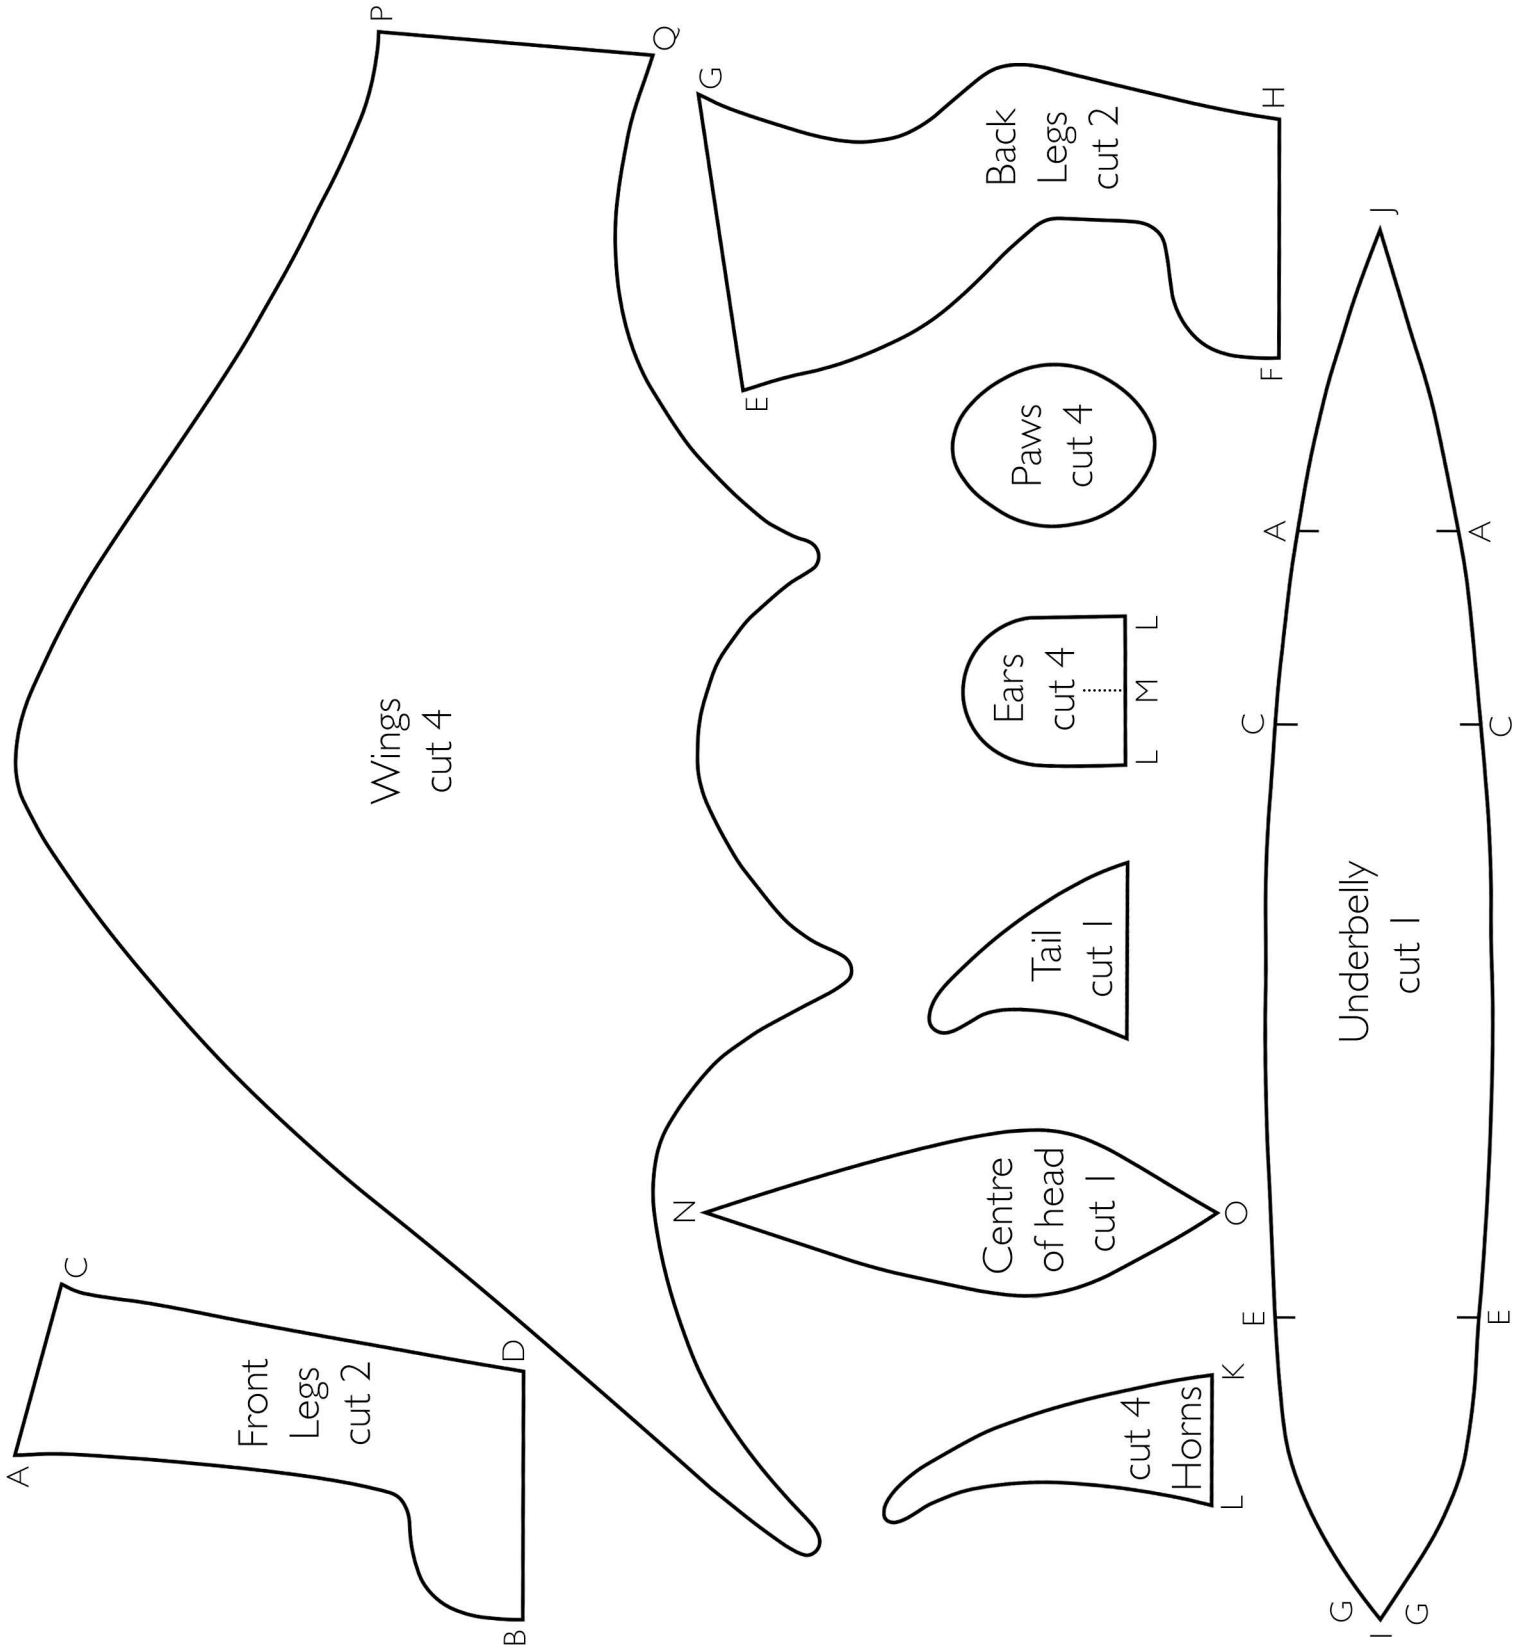 P
Q
Wings
cut 4
G
H
E
F
Back
Legs
cut 2
Paws
cut 4
L
M
L
Ears
cut 4
Tail
cut 1
N
O
Centre
of head
cut 1
A
C
B
D
Front
Legs
cut 2
K
L
cut 4
Horns
J
A
A
C
C
E
E
G
I
G
Underbelly
cut 1